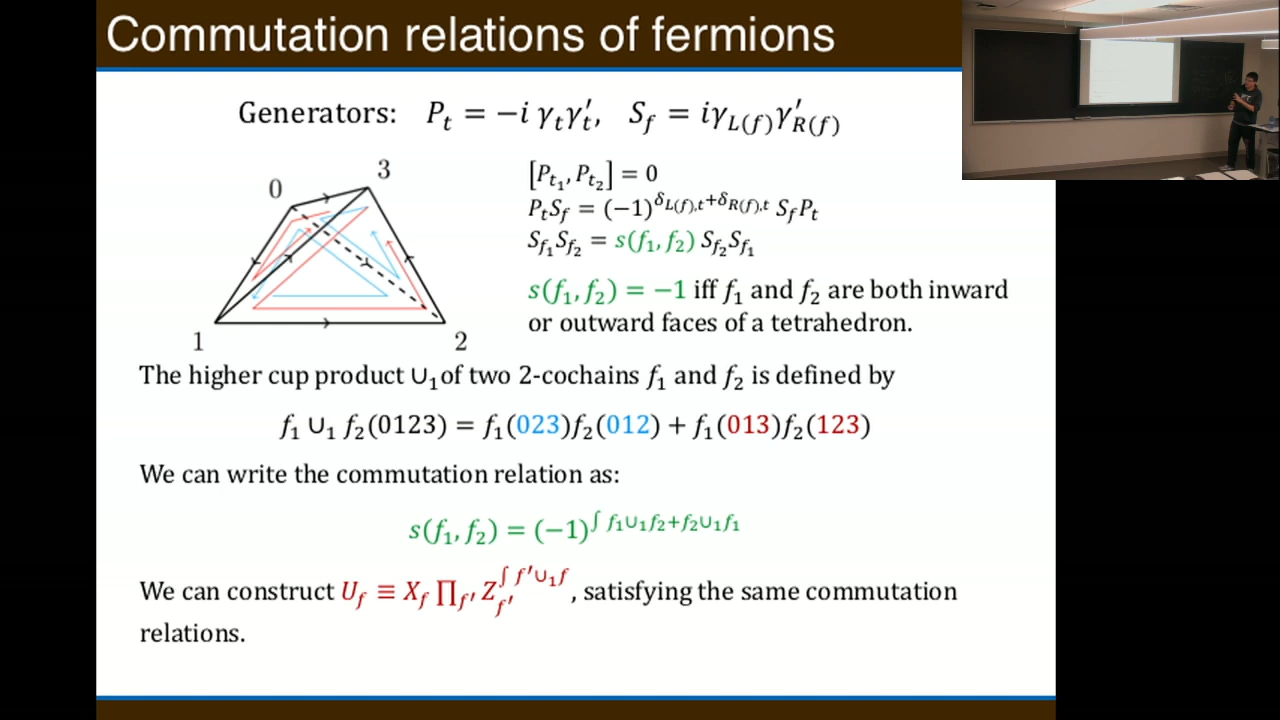 Commutation relations of fermions
Generators: P_t = −i γ_t γ′_t, S_f = iγ_{L(f)}γ′_{R(f)}
0
3
1
2
[P_{t_1}, P_{t_2}] = 0
P_t S_f = (−1)^{δ_{L(f),t}+δ_{R(f),t}} S_f P_t
S_{f_1} S_{f_2} = s(f_1, f_2) S_{f_2} S_{f_1}
s(f_1, f_2) = −1 iff f_1 and f_2 are both inward
or outward faces of a tetrahedron.
The higher cup product ∪_1 of two 2-cochains f_1 and f_2 is defined by
f_1 ∪_1 f_2(0123) = f_1(023)f_2(012) + f_1(013)f_2(123)
We can write the commutation relation as:
s(f_1, f_2) = (−1)^{∫ f_1∪_1f_2+f_2∪_1f_1}
We can construct U_f ≡ X_f ∏_{f′} Z_{f′}^{∫ f′∪_1f}, satisfying the same commutation
relations.